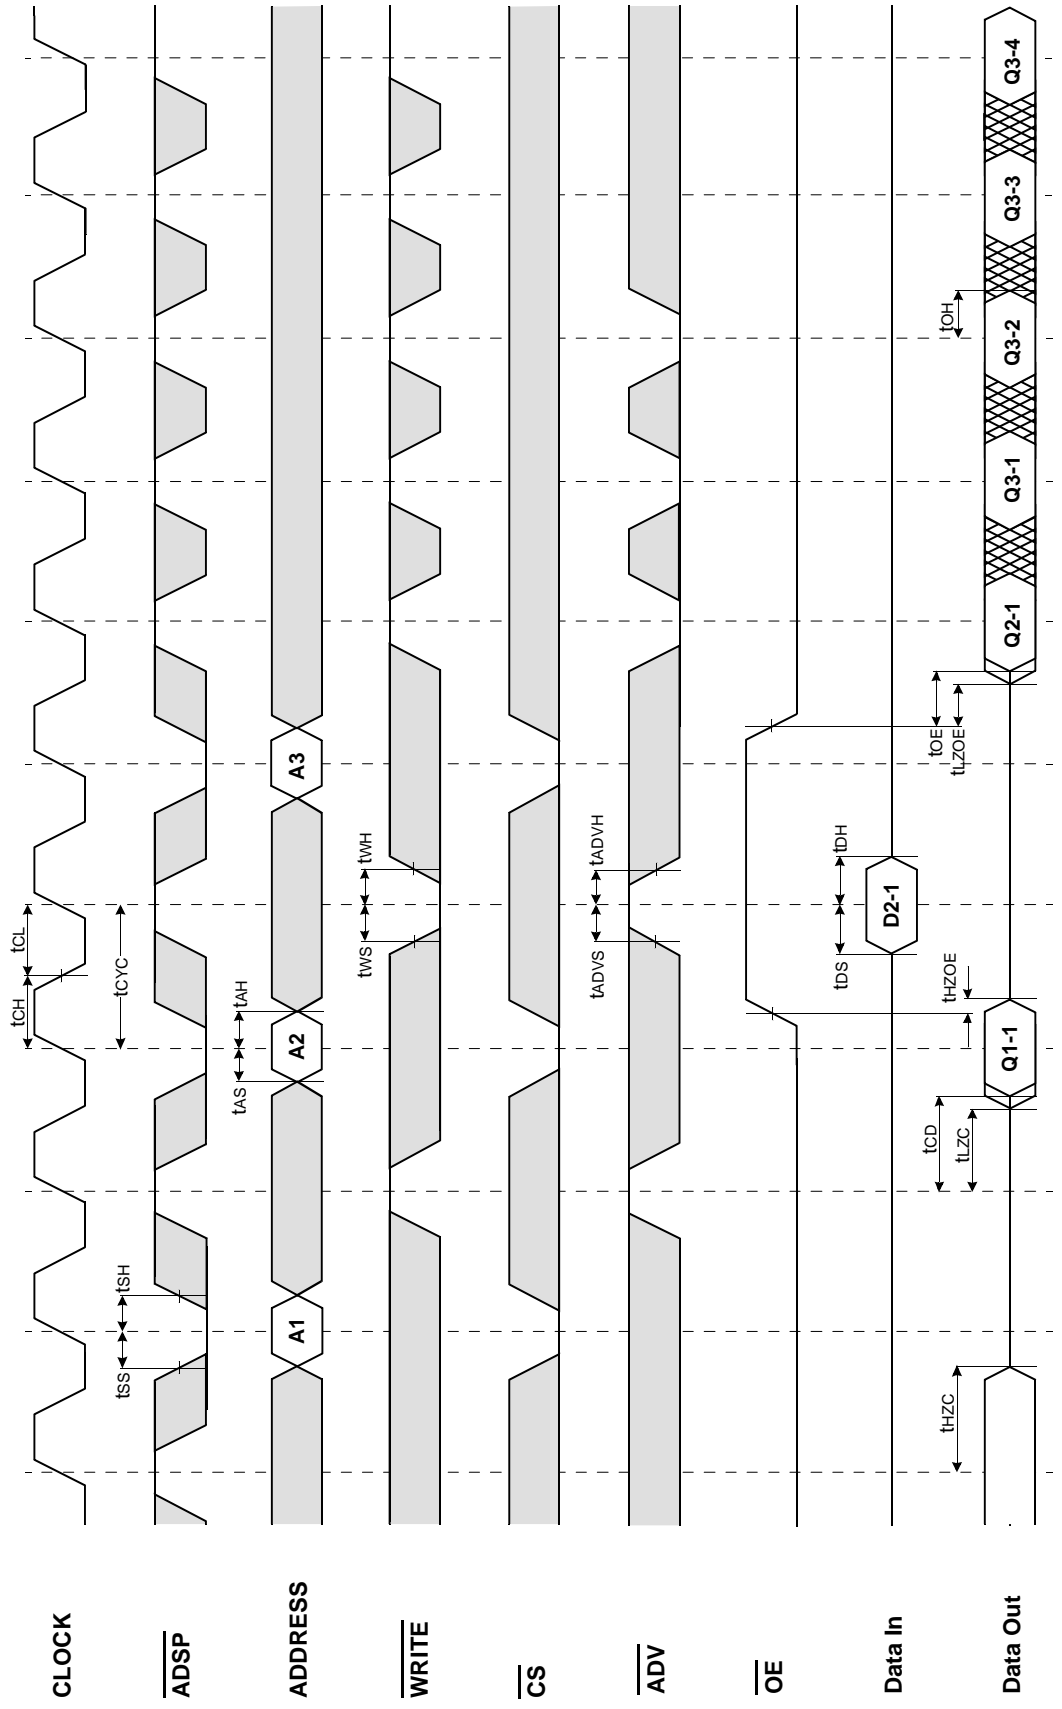 CLOCK
tCH
tCL
tCYC
ADSP
tSS
tSH
ADDRESS
A1
A2
A3
tAS
tAH
WRITE
tWS
tWH
CS
ADV
tADVS
tADVH
OE
Data In
tDS
tDH
D2-1
Data Out
tHZC
tCD
tLZC
tHZOE
tOE
tLZOE
tOH
Q1-1
Q2-1
Q3-1
Q3-2
Q3-3
Q3-4